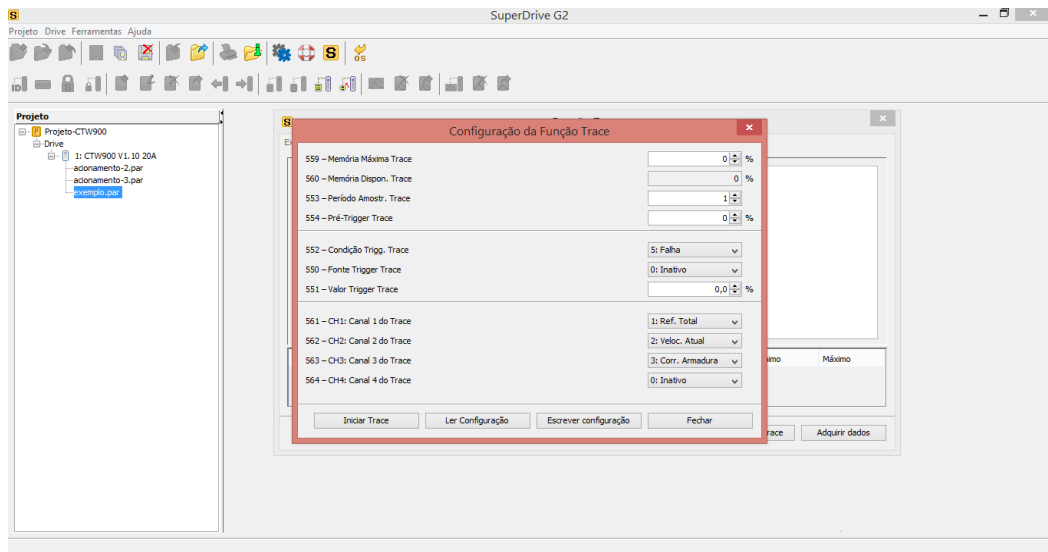 S
SuperDrive G2
Projeto Drive Ferramentas Ajuda
S
OS
ID
Projeto
Projeto-CTW900
Drive
1: CTW900 V1.10 20A
acionamento-2.par
acionamento-3.par
exemplo.par
S
Configuração da Função Trace
559 – Memória Máxima Trace 0 %
560 – Memória Dispon. Trace 0 %
553 – Período Amostr. Trace 1
554 – Pré-Trigger Trace 0 %
552 – Condição Trigg. Trace 5: Falha
550 – Fonte Trigger Trace 0: Inativo
551 – Valor Trigger Trace 0,0 %
561 – CH1: Canal 1 do Trace 1: Ref. Total
562 – CH2: Canal 2 do Trace 2: Veloc. Atual
563 – CH3: Canal 3 do Trace 3: Corr. Armadura
564 – CH4: Canal 4 do Trace 0: Inativo
Máximo
Iniciar Trace Ler Configuração Escrever configuração Fechar
Adquirir dados